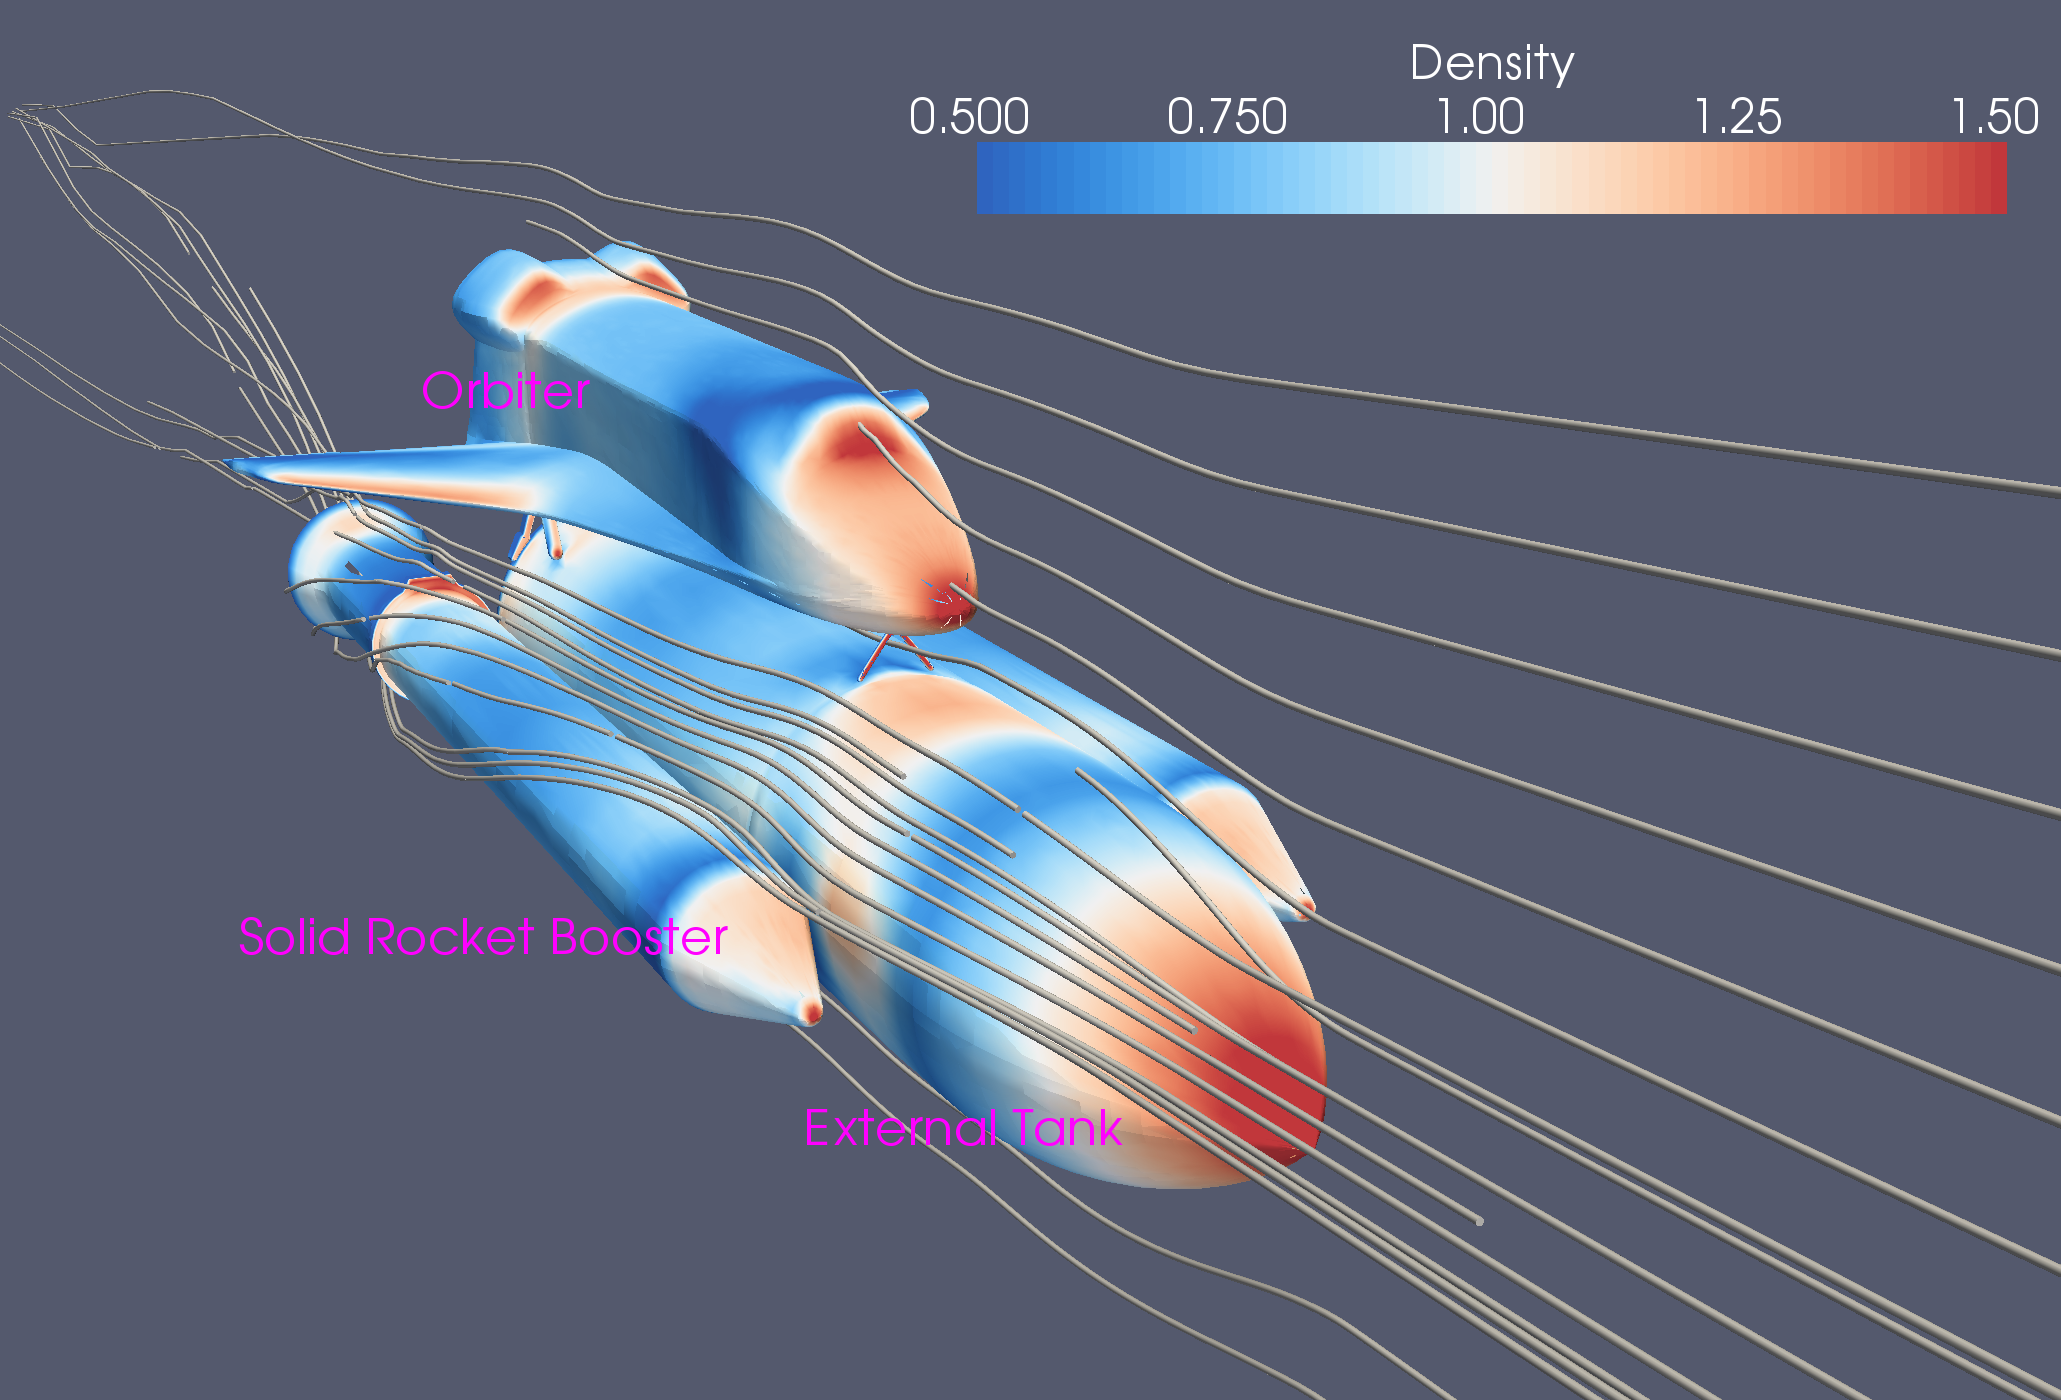 Density
0.500 0.750 1.00 1.25 1.50
Orbiter
Solid Rocket Booster
External Tank